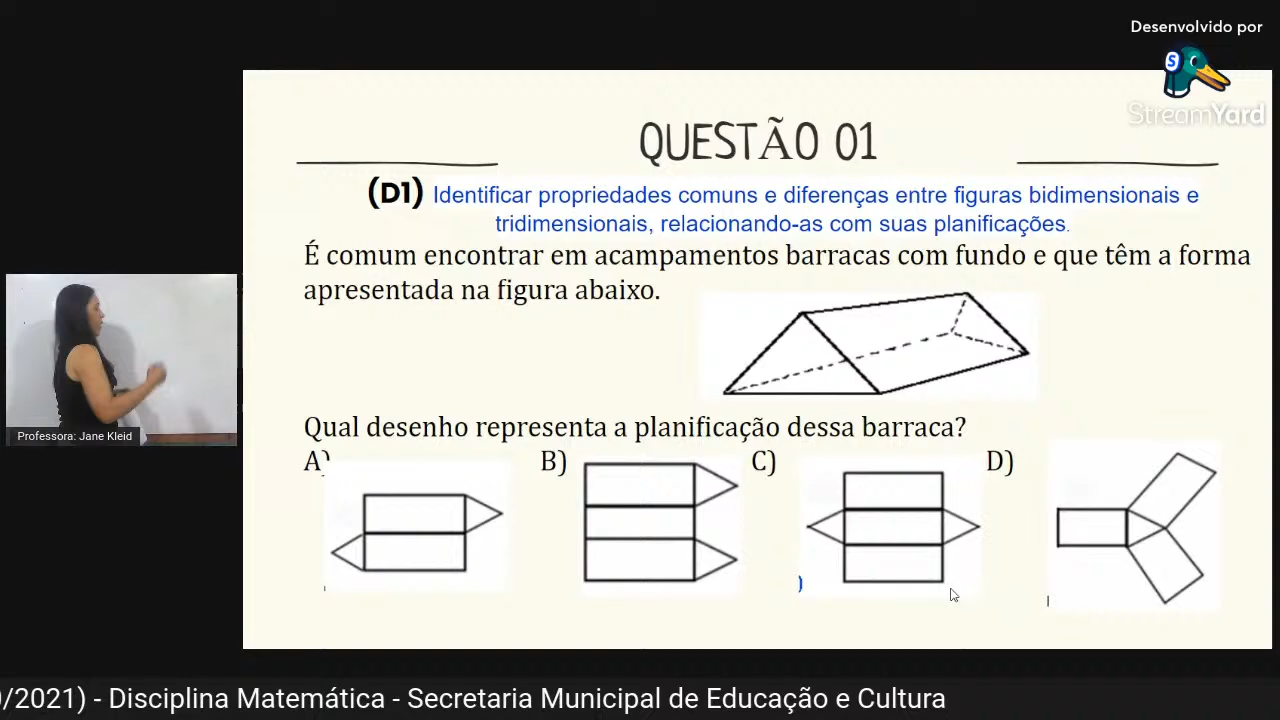 Desenvolvido por
S
StreamYard
QUESTÃO 01
(D1) Identificar propriedades comuns e diferenças entre figuras bidimensionais e
tridimensionais, relacionando-as com suas planificações.
É comum encontrar em acampamentos barracas com fundo e que têm a forma
apresentada na figura abaixo.
Professora: Jane Kleid
Qual desenho representa a planificação dessa barraca?
A) B) C) D)
/2021) - Disciplina Matemática - Secretaria Municipal de Educação e Cultura